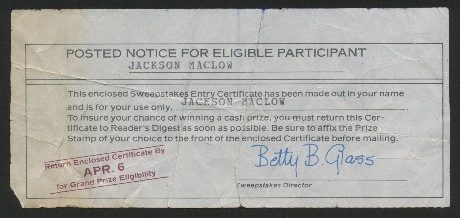 POSTED NOTICE FOR ELIGIBLE PARTICIPANT
JACKSON MACLOW
This enclosed Sweepstakes Entry Certificate has been made out in your name
and is for your use only, JACKSON MACLOW
To insure your chance of winning a cash prize, you must return this Cer-
tificate to Reader's Digest as soon as possible. Be sure to affix the Prize
Stamp of your choice to the front of the enclosed Certificate before mailing.
Return Enclosed Certificate By
APR. 6
for Grand Prize Eligibility
Betty B. Glass
Sweepstakes Director